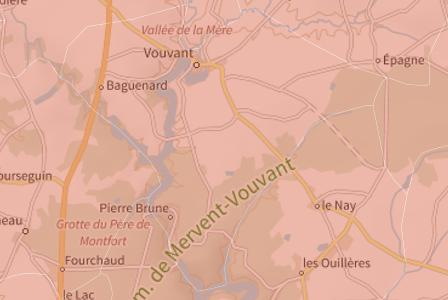 Vallée de la Mère
Vouvant
Épagne
Baguenard
ourseguin
Pierre Brune
le Nay
eau
Grotte du Père de
Montfort
m. de Mervent-Vouvant
Fourchaud
les Ouillères
le Lac